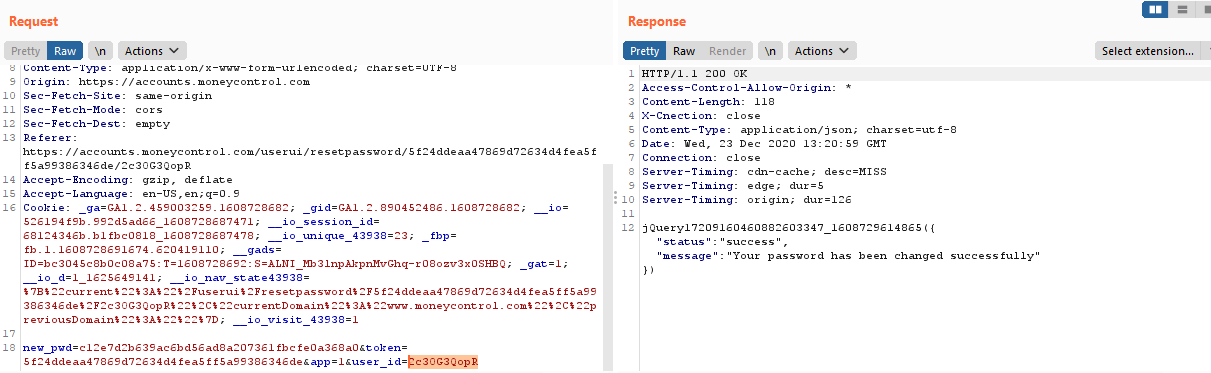 Request
Response
Pretty Raw \n Actions
Pretty Raw Render \n Actions Select extension...
8 Content-Type: application/x-www-form-urlencoded; charset=UTF-8
9 Origin: https://accounts.moneycontrol.com
10 Sec-Fetch-Site: same-origin
11 Sec-Fetch-Mode: cors
12 Sec-Fetch-Dest: empty
13 Referer:
https://accounts.moneycontrol.com/userui/resetpassword/5f24ddeaa47869d72634d4fea5f
f5a99386346de/2c30G3QopR
14 Accept-Encoding: gzip, deflate
15 Accept-Language: en-US,en;q=0.9
16 Cookie: _ga=GA1.2.459003259.1608728682; _gid=GA1.2.890452486.1608728682; __io=
526194f9b.992d5ad66_1608728687471; __io_session_id=
68124346b.b1fbc0818_1608728687478; __io_unique_43938=23; _fbp=
fb.1.1608728691674.620419110; __gads=
ID=bc3045c8b0c08a75:T=1608728692:S=ALNI_Mb3lnpAkpnMvGhq-r08ozv3x0SHBQ; _gat=1;
__io_d=1_1625649141; __io_nav_state43938=
%7B%22current%22%3A%22%2Fuserui%2Fresetpassword%2F5f24ddeaa47869d72634d4fea5ff5a99
386346de%2F2c30G3QopR%22%2C%22currentDomain%22%3A%22www.moneycontrol.com%22%2C%22p
reviousDomain%22%3A%22%22%7D; __io_visit_43938=1
17
18 new_pwd=c12e7d2b639ac6bd56ad8a207361fbcfe0a368a0&token=
5f24ddeaa47869d72634d4fea5ff5a99386346de&app=1&user_id=2c30G3QopR
1 HTTP/1.1 200 OK
2 Access-Control-Allow-Origin: *
3 Content-Length: 118
4 X-Cnection: close
5 Content-Type: application/json; charset=utf-8
6 Date: Wed, 23 Dec 2020 13:20:59 GMT
7 Connection: close
8 Server-Timing: cdn-cache; desc=MISS
9 Server-Timing: edge; dur=5
10 Server-Timing: origin; dur=126
11
12 jQuery17209160460882603347_1608729614865({
"status":"success",
"message":"Your password has been changed successfully"
})